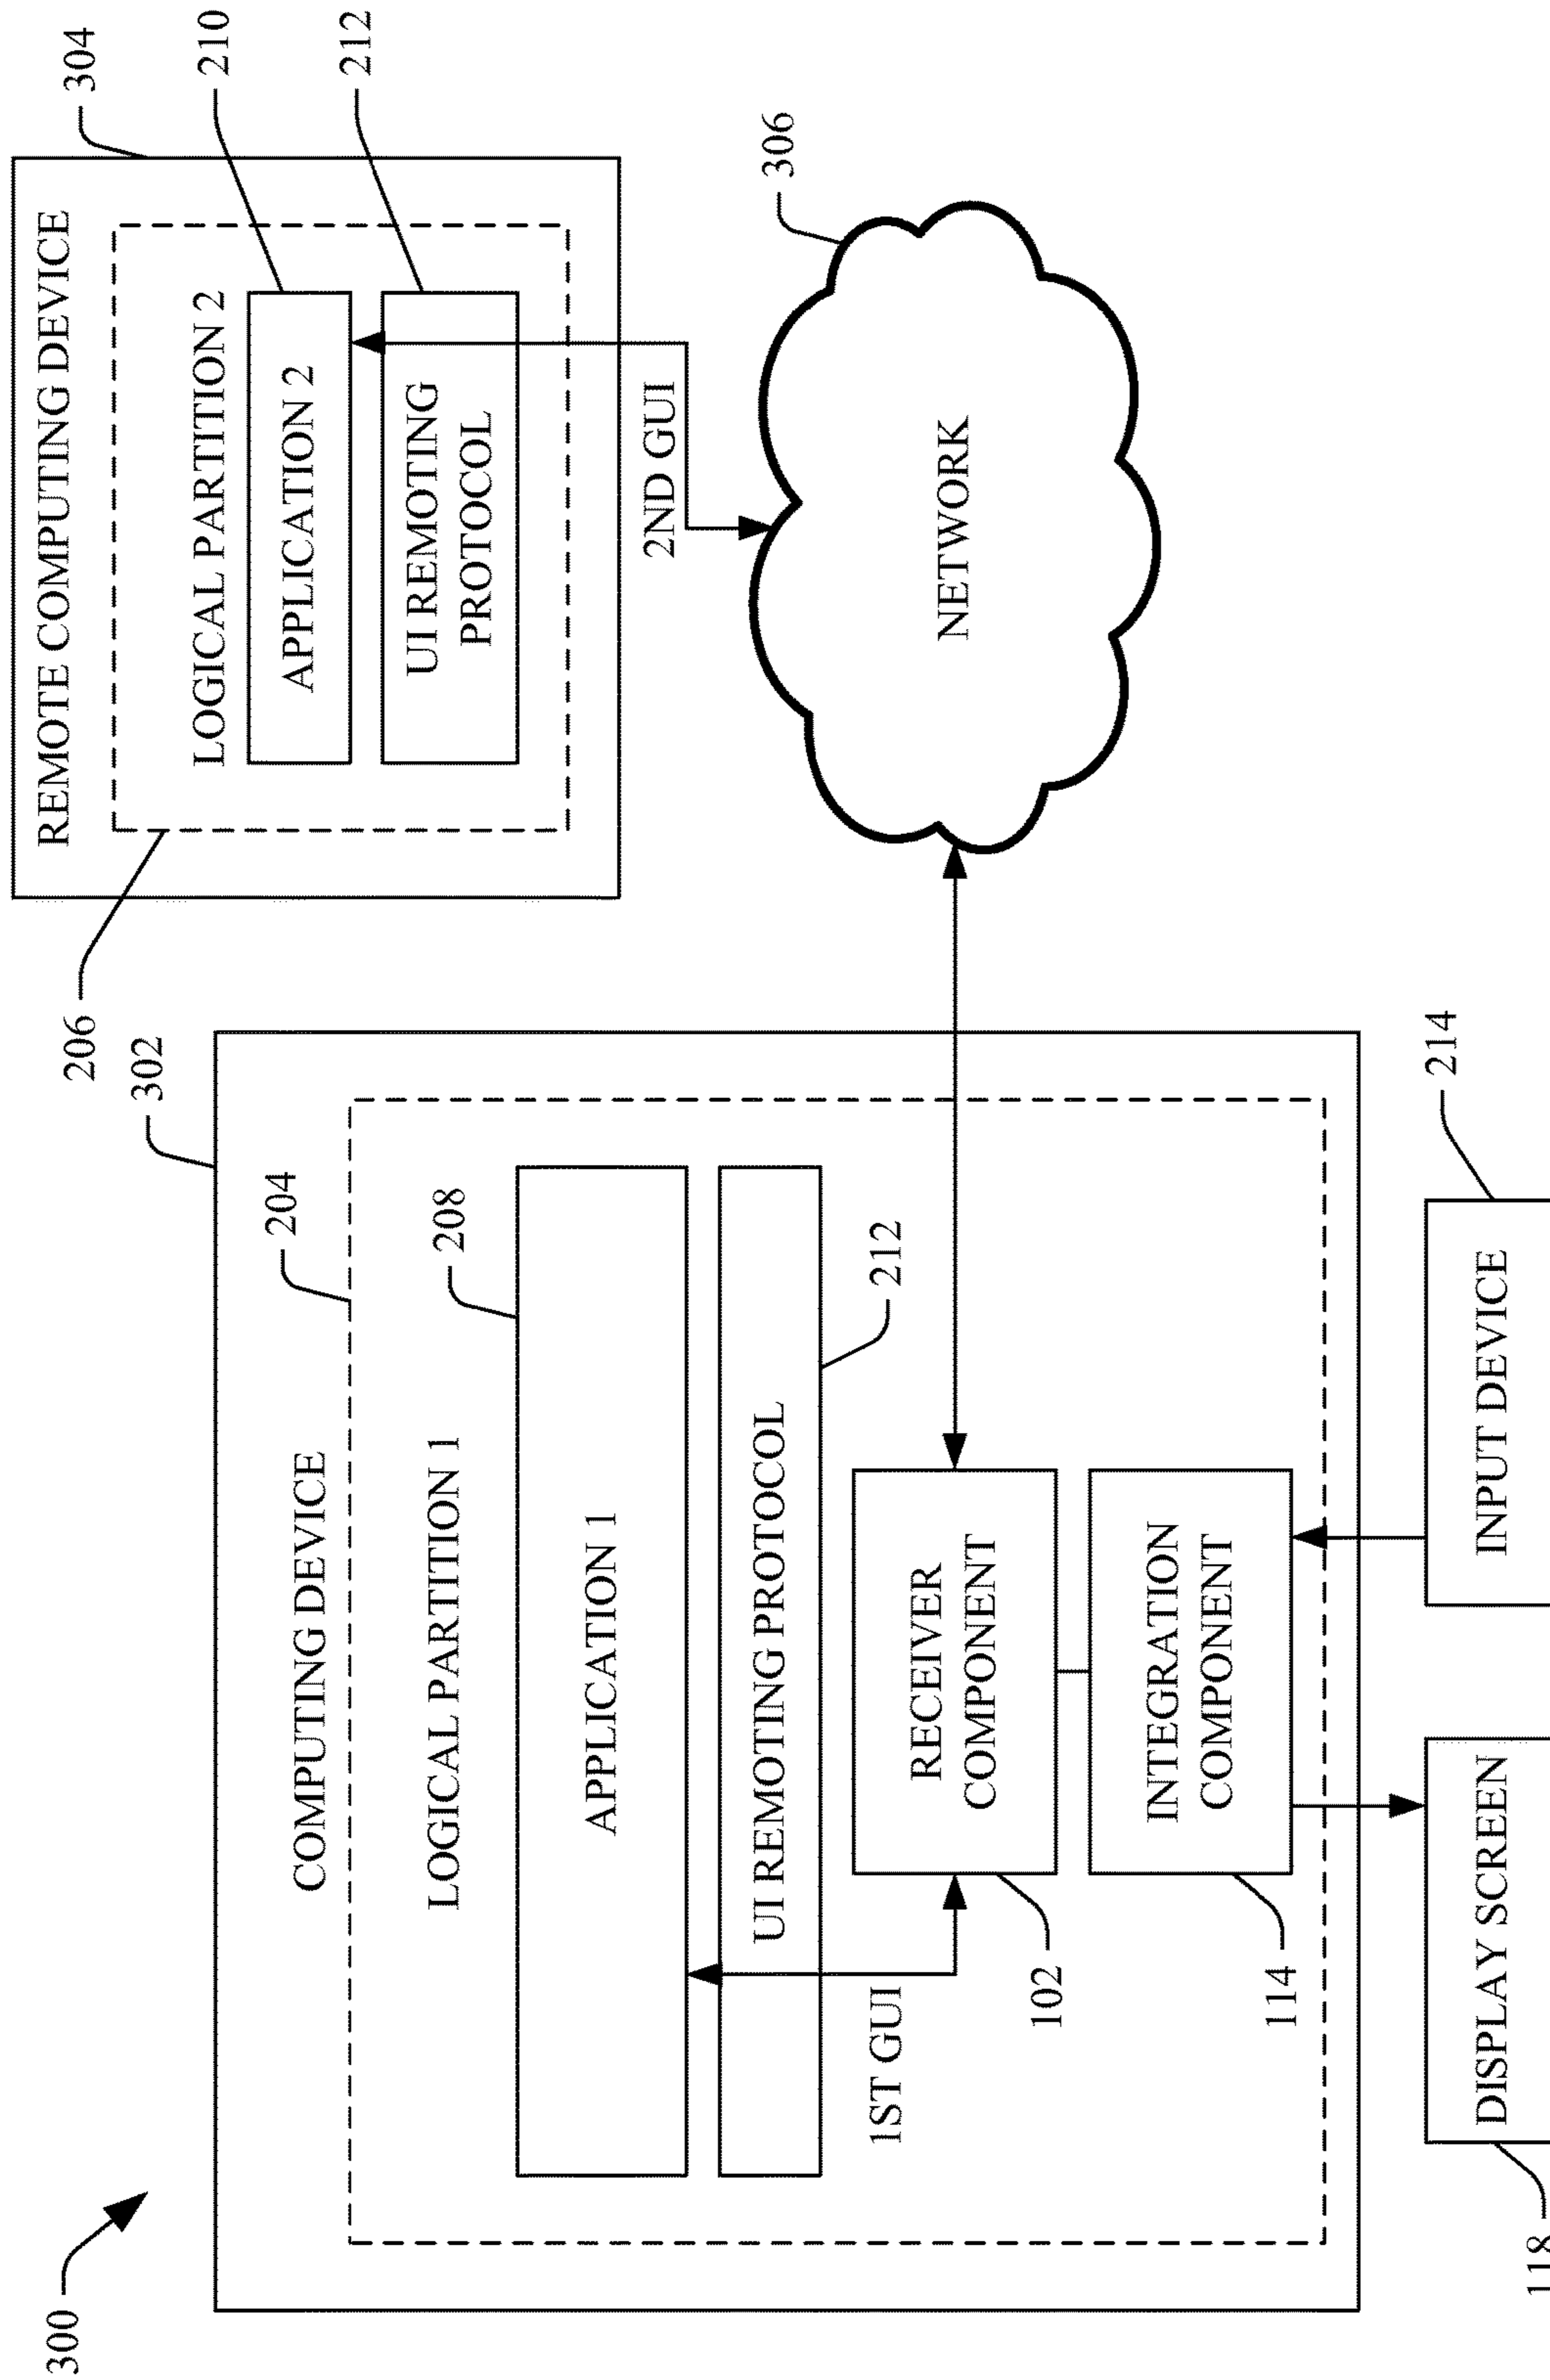 300
302
COMPUTING DEVICE
204
LOGICAL PARTITION 1
208
APPLICATION 1
UI REMOTING PROTOCOL
212
1ST GUI
RECEIVER
COMPONENT
102
INTEGRATION
COMPONENT
114
DISPLAY SCREEN
118
INPUT DEVICE
214
REMOTE COMPUTING DEVICE
304
206
LOGICAL PARTITION 2
APPLICATION 2
210
UI REMOTING
PROTOCOL
212
2ND GUI
NETWORK
306